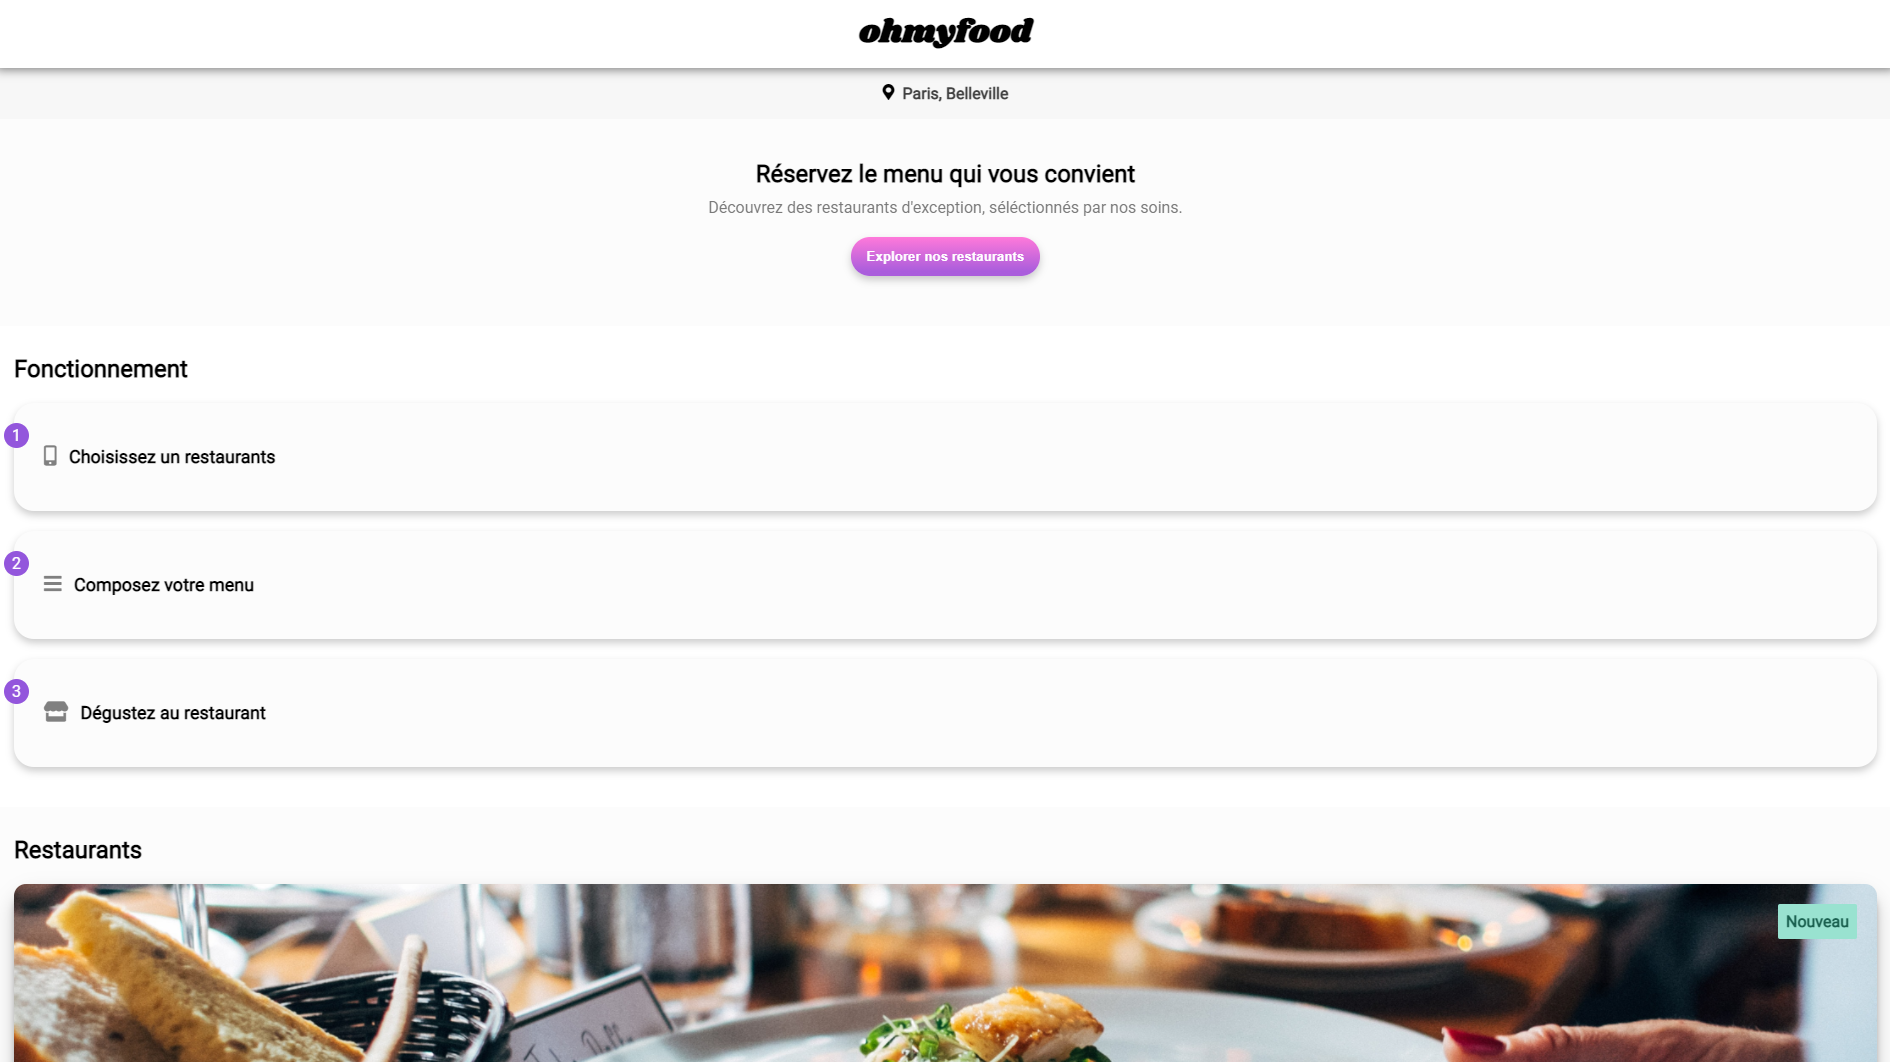 ohmyfood
Paris, Belleville
Réservez le menu qui vous convient
Découvrez des restaurants d'exception, séléctionnés par nos soins.
Explorer nos restaurants
Fonctionnement
1
Choisissez un restaurants
2
Composez votre menu
3
Dégustez au restaurant
Restaurants
Nouveau